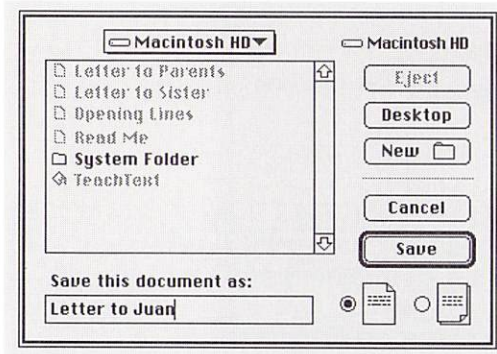 Macintosh HD
Macintosh HD
Letter to Parents
Letter to Sister
Opening Lines
Read Me
System Folder
TeachText
Eject
Desktop
New
Cancel
Save
Save this document as:
Letter to Juan